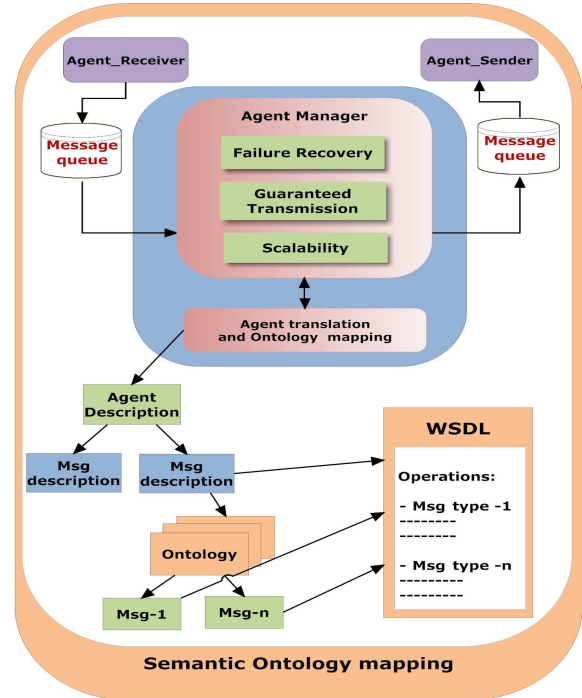 Agent_Receiver
Agent_Sender
Message
queue
Message
queue
Agent Manager
Failure Recovery
Guaranteed
Transmission
Scalability
Agent translation
and Ontology mapping
Agent
Description
Msg
description
Msg
description
Ontology
Msg-1
Msg-n
WSDL
Operations:
- Msg type -1
--------
--------
- Msg type -n
---------
---------
Semantic Ontology mapping